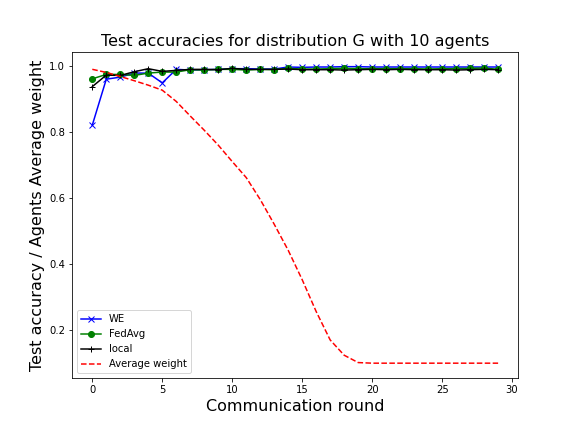 Test accuracies for distribution G with 10 agents
Test accuracy / Agents Average weight
1.0
0.8
0.6
0.4
0.2
WE
FedAvg
local
Average weight
0 5 10 15 20 25 30
Communication round